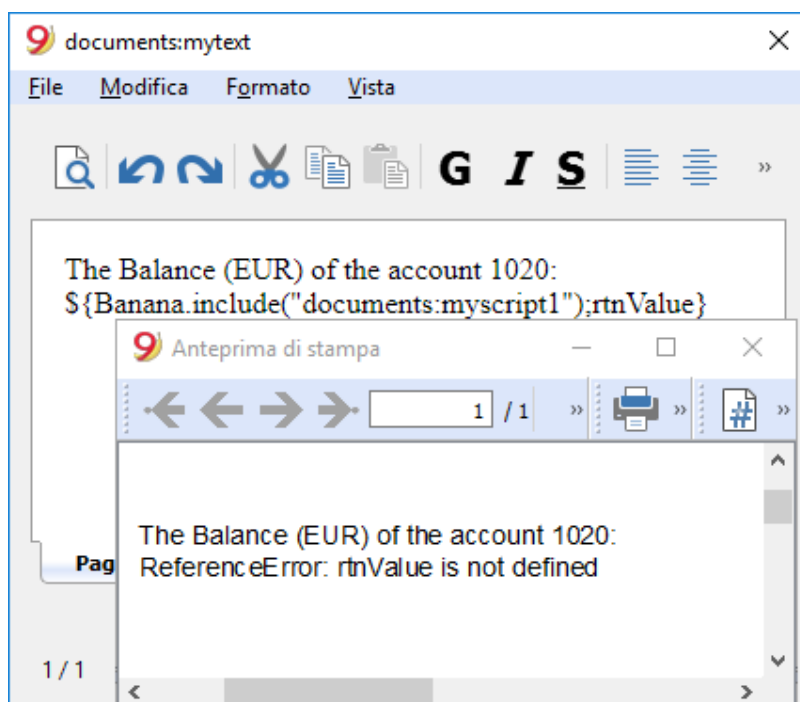 documents:mytext
File Modifica Formato Vista
G I S »
The Balance (EUR) of the account 1020:
${Banana.include("documents:myscript1");rtnValue}
Anteprima di stampa
1 / 1 » » # »
The Balance (EUR) of the account 1020:
ReferenceError: rtnValue is not defined
Pag
1 / 1